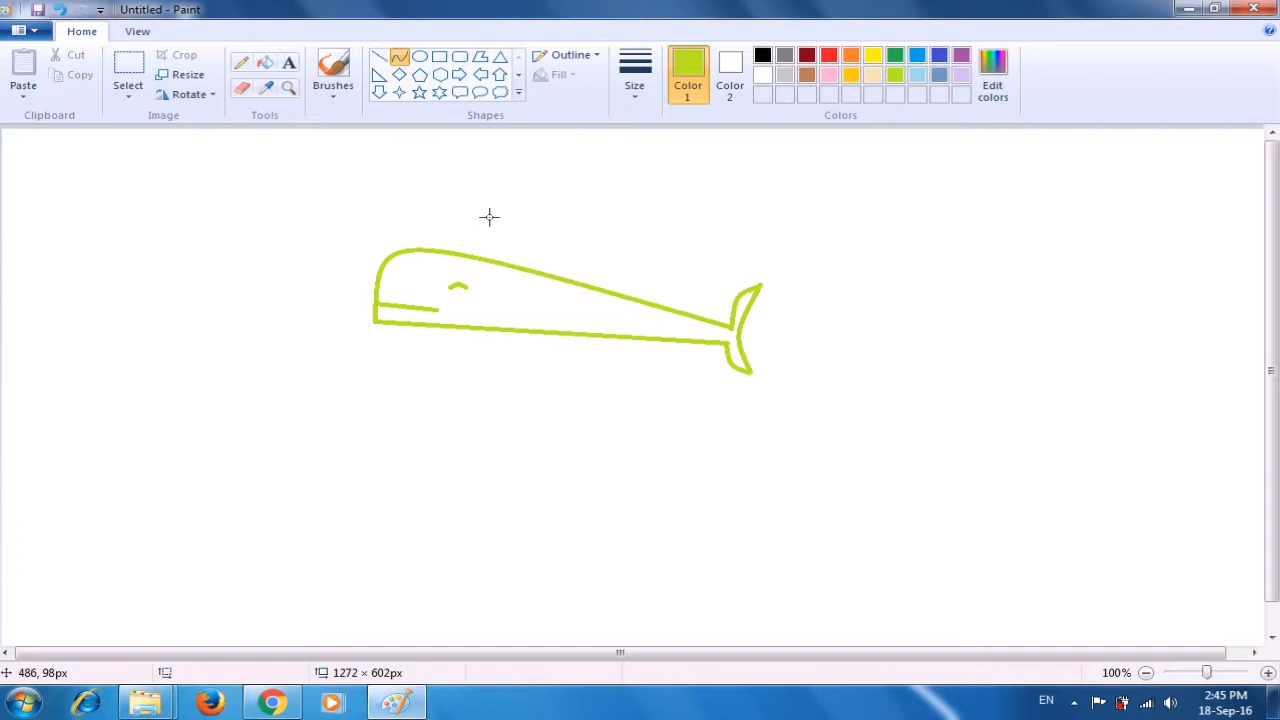 Untitled - Paint
Home View
Paste
Cut
Copy
Clipboard
Select
Crop
Resize
Rotate
Image
A
Tools
Brushes
Outline
Fill
Shapes
Size
Color 1
Color 2
Edit colors
Colors
486, 98px
1272 × 602px
100%
EN
2:45 PM
18-Sep-16